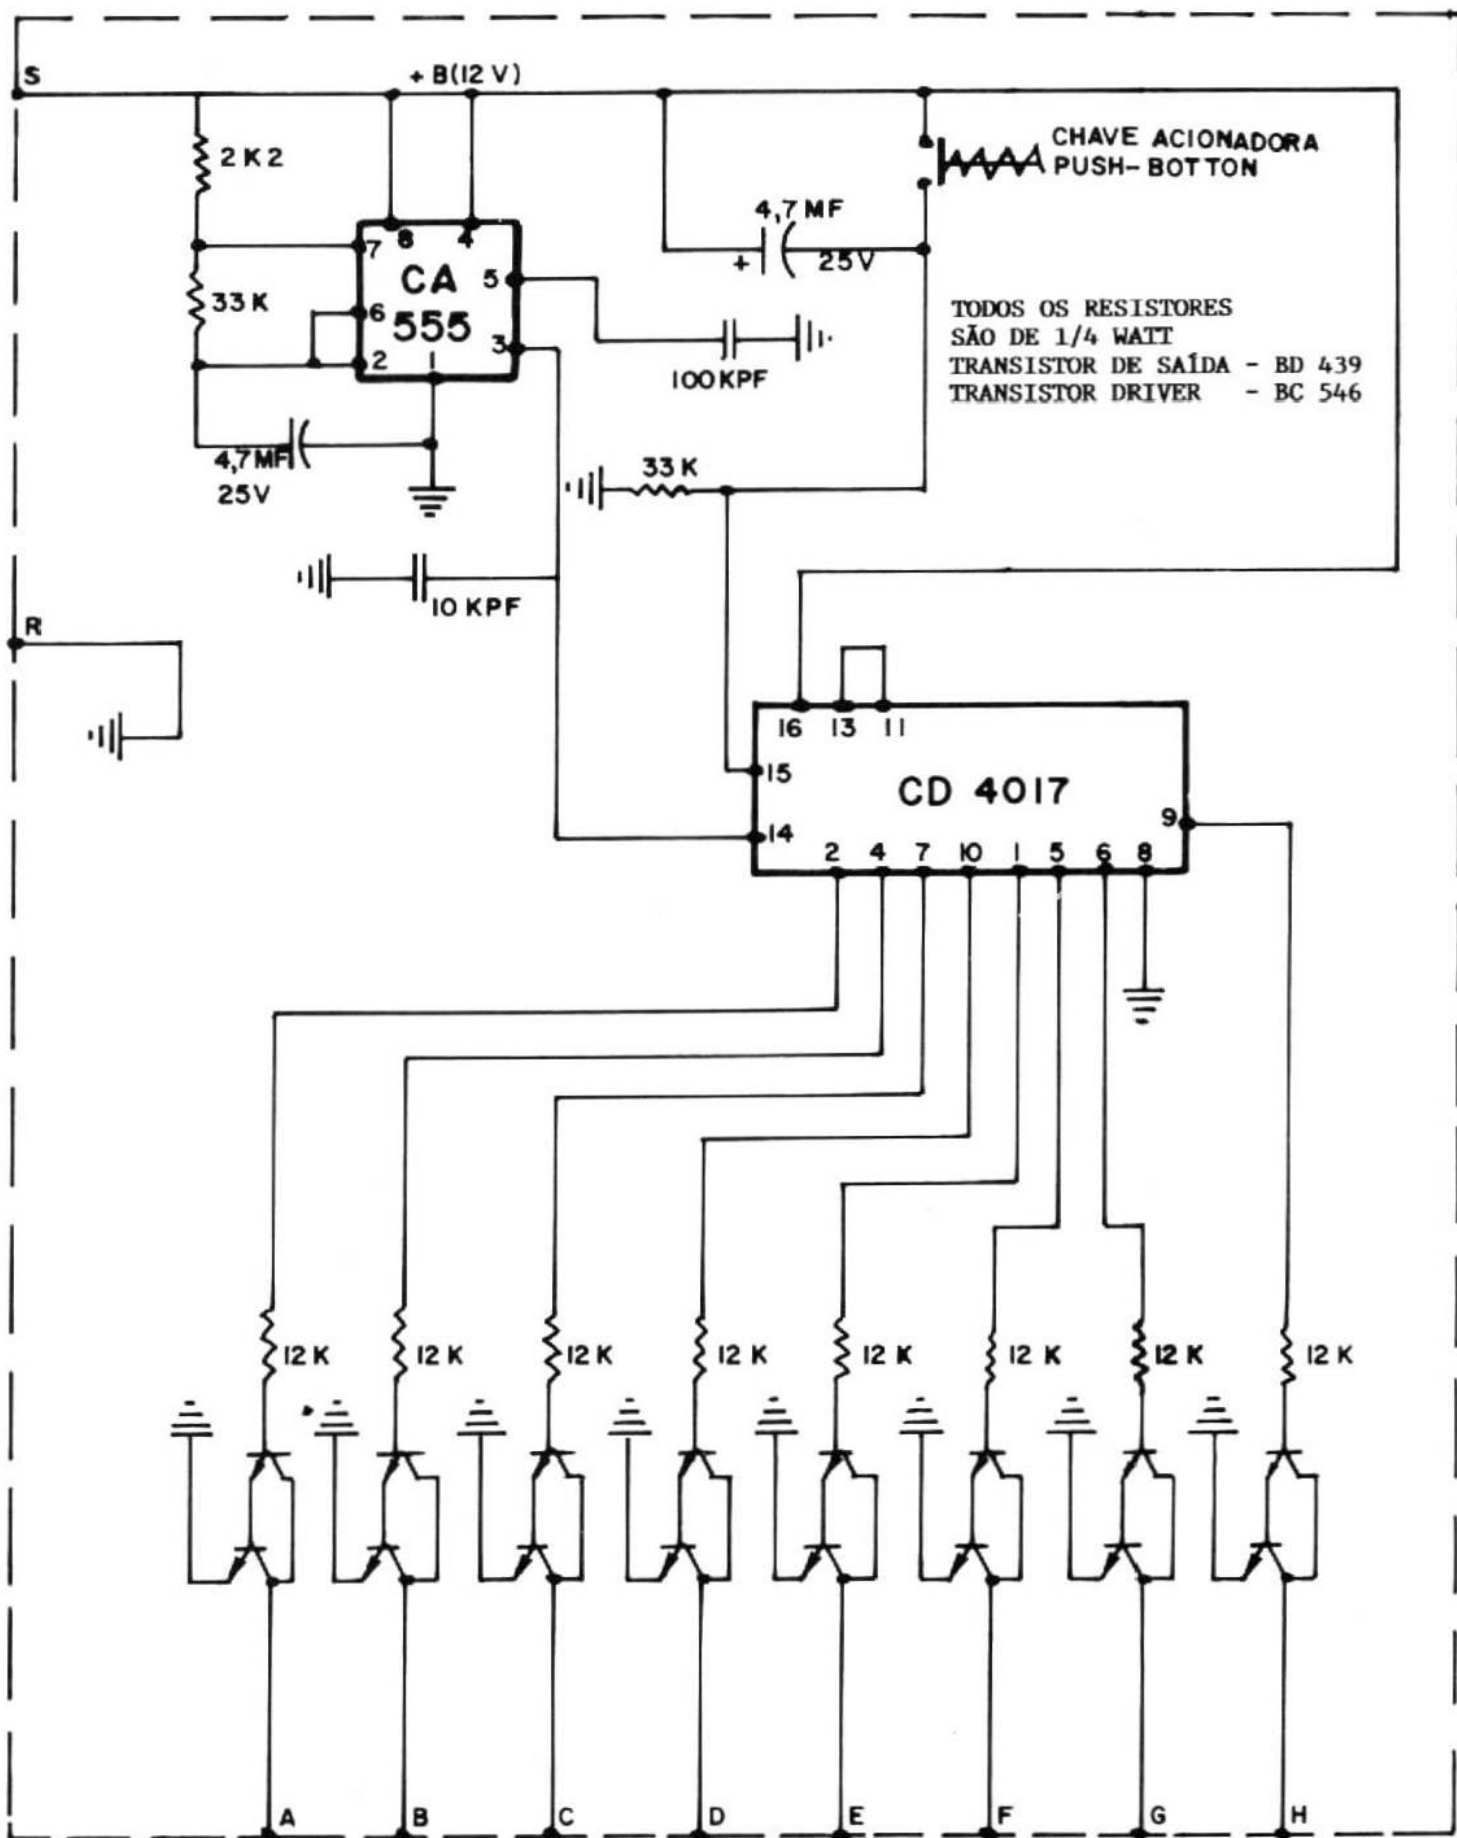 S
+ B(12 V)
2 K 2
CHAVE ACIONADORA
PUSH-BOTTON
4,7 MF
+
25V
7
8
4
CA
555
5
6
3
2
1
33 K
TODOS OS RESISTORES
SÃO DE 1/4 WATT
TRANSISTOR DE SAÍDA - BD 439
TRANSISTOR DRIVER - BC 546
100KPF
4,7MF
25V
33 K
10 KPF
R
16
13
11
15
CD 4017
14
9
2
4
7
10
1
5
6
8
12 K
12 K
12 K
12 K
12 K
12 K
12 K
12 K
A
B
C
D
E
F
G
H